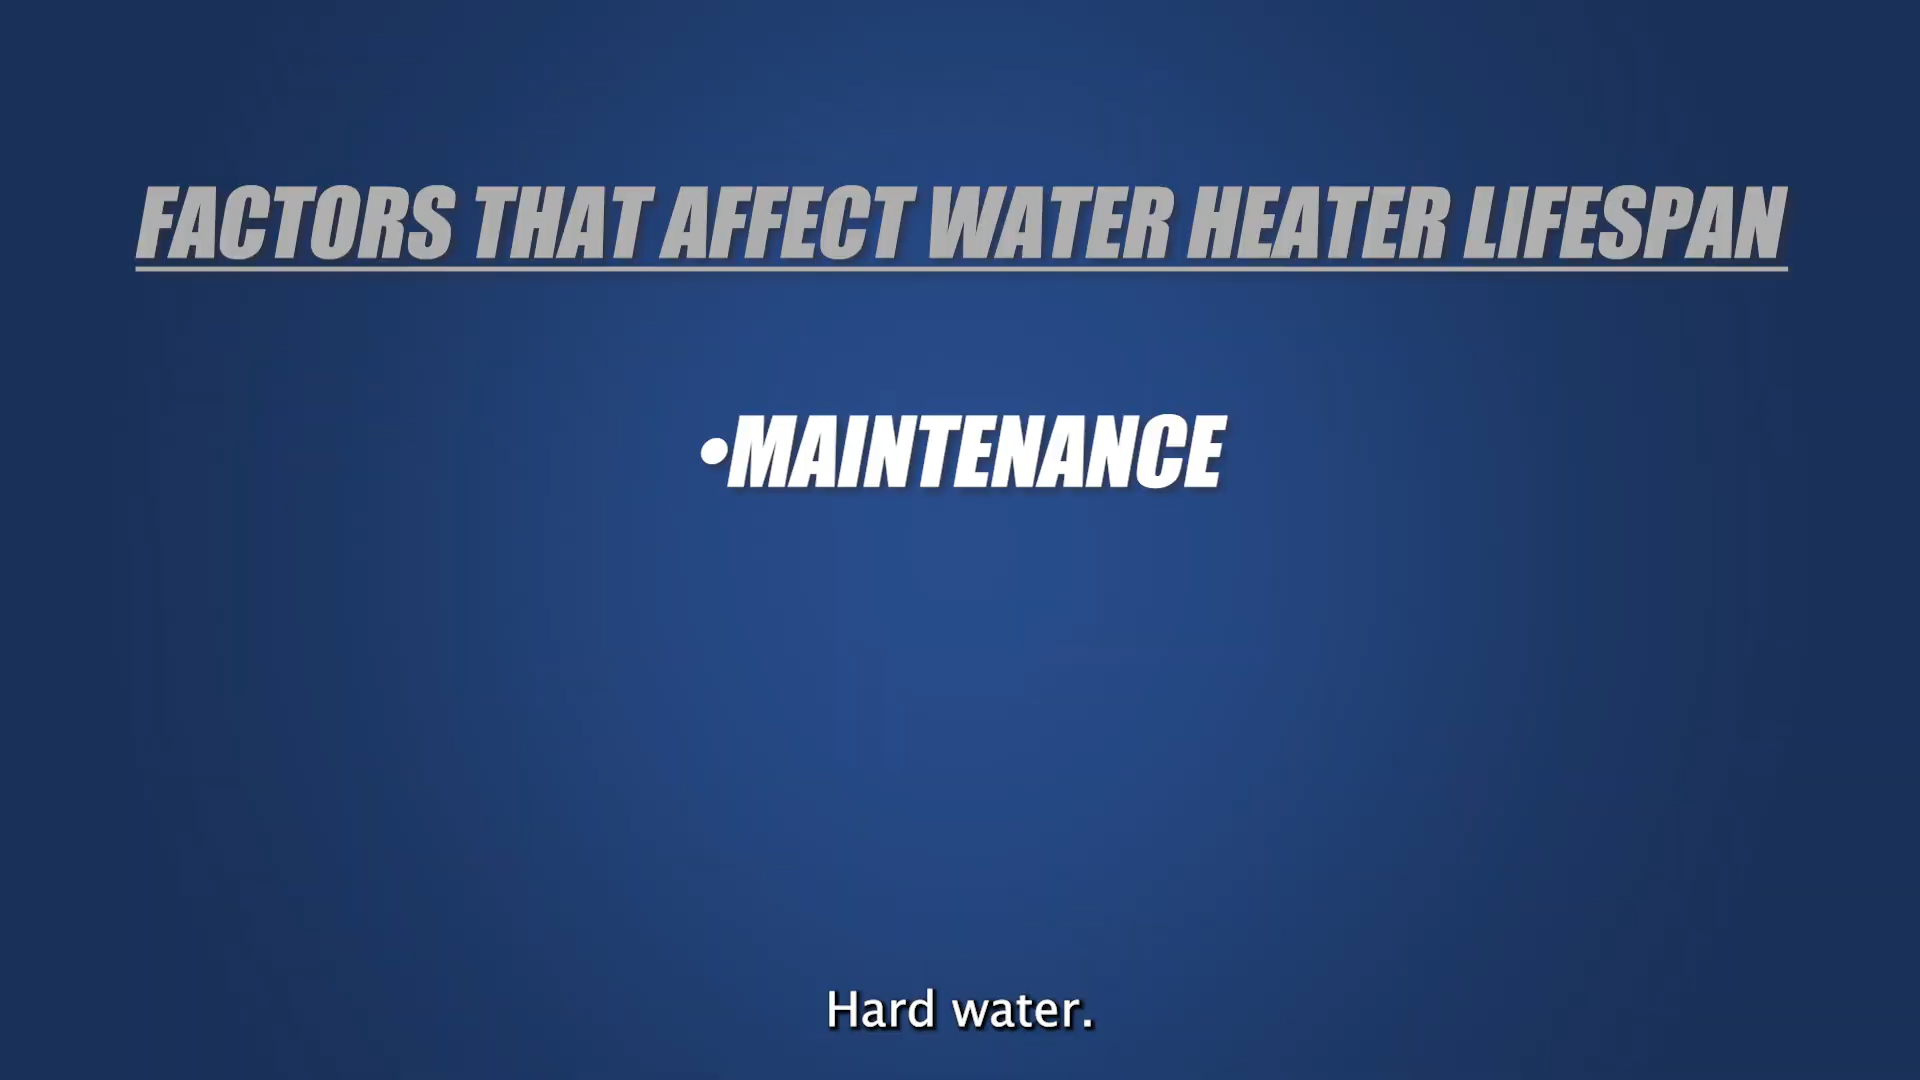 FACTORS THAT AFFECT WATER HEATER LIFESPAN
•MAINTENANCE
Hard water.